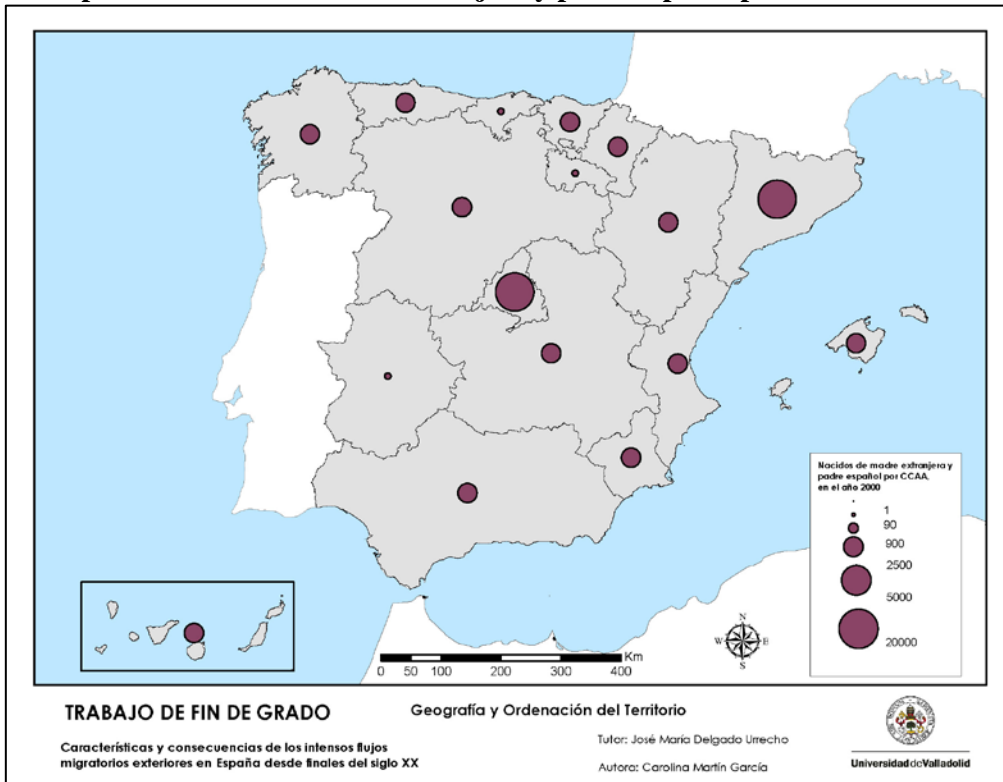 Nacidos de madre extranjera y
padre español por CCAA,
en el año 2000
1
90
900
2500
5000
20000
N
W E
S
Km
0 50 100 200 300 400
TRABAJO DE FIN DE GRADO
Geografía y Ordenación del Territorio
Características y consecuencias de los intensos flujos
migratorios exteriores en España desde finales del siglo XX
Tutor: José María Delgado Urrecho
Autora: Carolina Martín García
Universidad de Valladolid